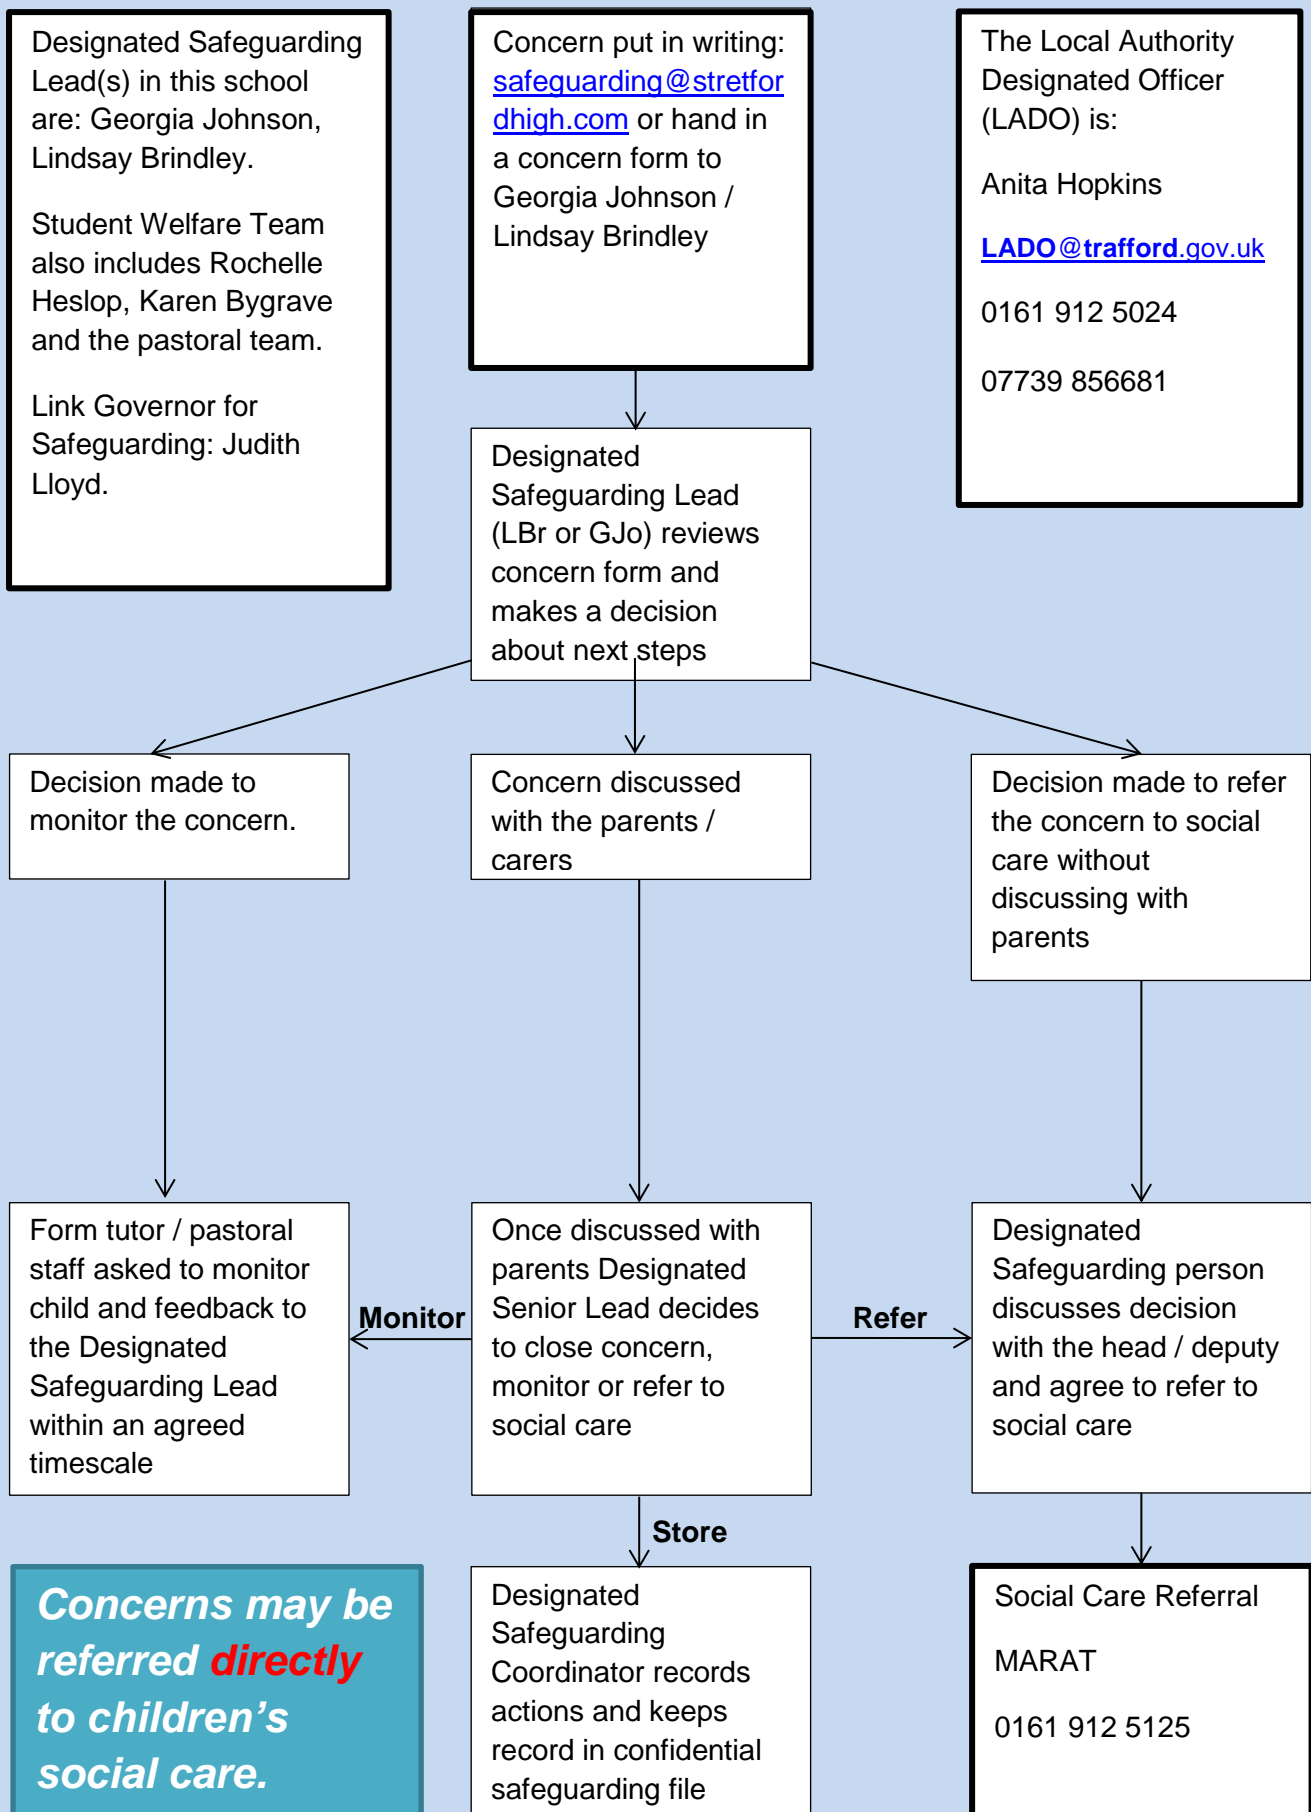 Designated Safeguarding
Lead(s) in this school
are: Georgia Johnson,
Lindsay Brindley.
Student Welfare Team
also includes Rochelle
Heslop, Karen Bygrave
and the pastoral team.
Link Governor for
Safeguarding: Judith
Lloyd.
Concern put in writing:
safeguarding@stretfor
dhigh.com or hand in
a concern form to
Georgia Johnson /
Lindsay Brindley
The Local Authority
Designated Officer
(LADO) is:
Anita Hopkins
LADO@trafford.gov.uk
0161 912 5024
07739 856681
Designated
Safeguarding Lead
(LBr or GJo) reviews
concern form and
makes a decision
about next steps
Decision made to
monitor the concern.
Concern discussed
with the parents /
carers
Decision made to refer
the concern to social
care without
discussing with
parents
Form tutor / pastoral
staff asked to monitor
child and feedback to
the Designated
Safeguarding Lead
within an agreed
timescale
Monitor
Once discussed with
parents Designated
Senior Lead decides
to close concern,
monitor or refer to
social care
Refer
Designated
Safeguarding person
discusses decision
with the head / deputy
and agree to refer to
social care
Store
Concerns may be
referred directly
to children's
social care.
Designated
Safeguarding
Coordinator records
actions and keeps
record in confidential
safeguarding file
Social Care Referral
MARAT
0161 912 5125